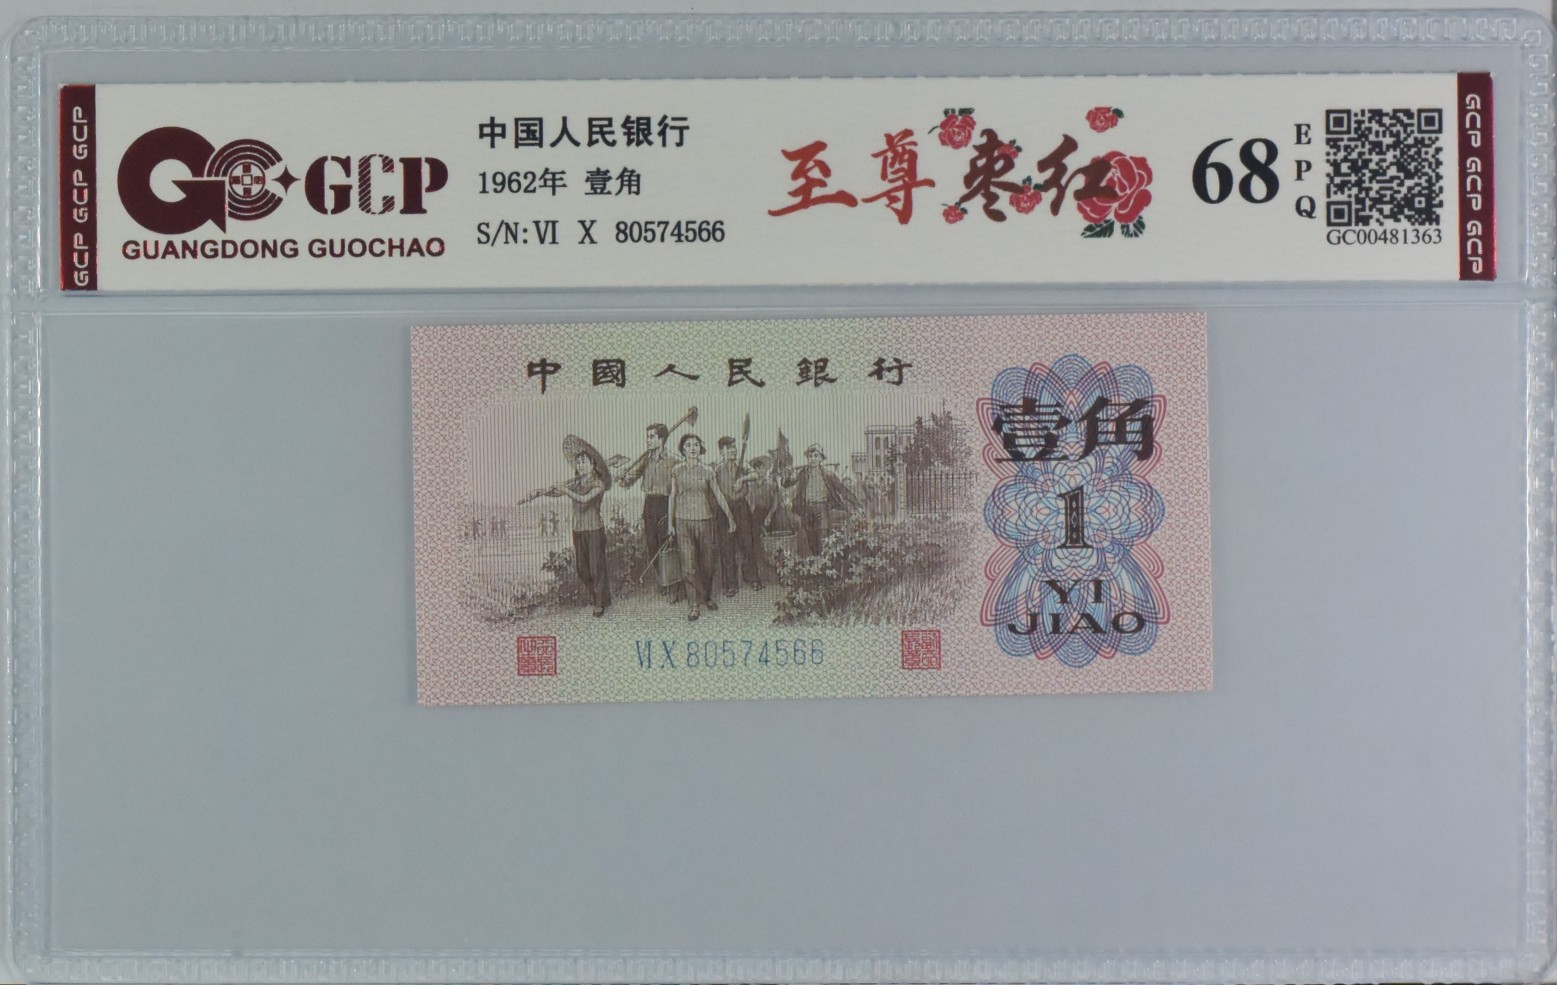 GCP GCP GCP
GCP
GUANGDONG GUOCHAO
中国人民银行
1962年 壹角
S/N: VI X 80574566
至尊枣红
68
EPQ
GC00481363
GCP GCP GCP
中國人民銀行
壹角
1
YI
JIAO
VI X 80574566